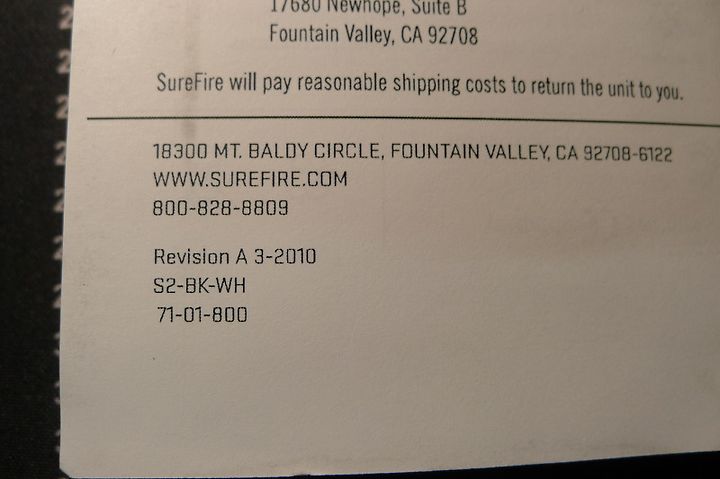 17680 Newhope, Suite B
Fountain Valley, CA 92708
SureFire will pay reasonable shipping costs to return the unit to you.
18300 MT. BALDY CIRCLE, FOUNTAIN VALLEY, CA 92708-6122
WWW.SUREFIRE.COM
800-828-8809
Revision A 3-2010
S2-BK-WH
71-01-800